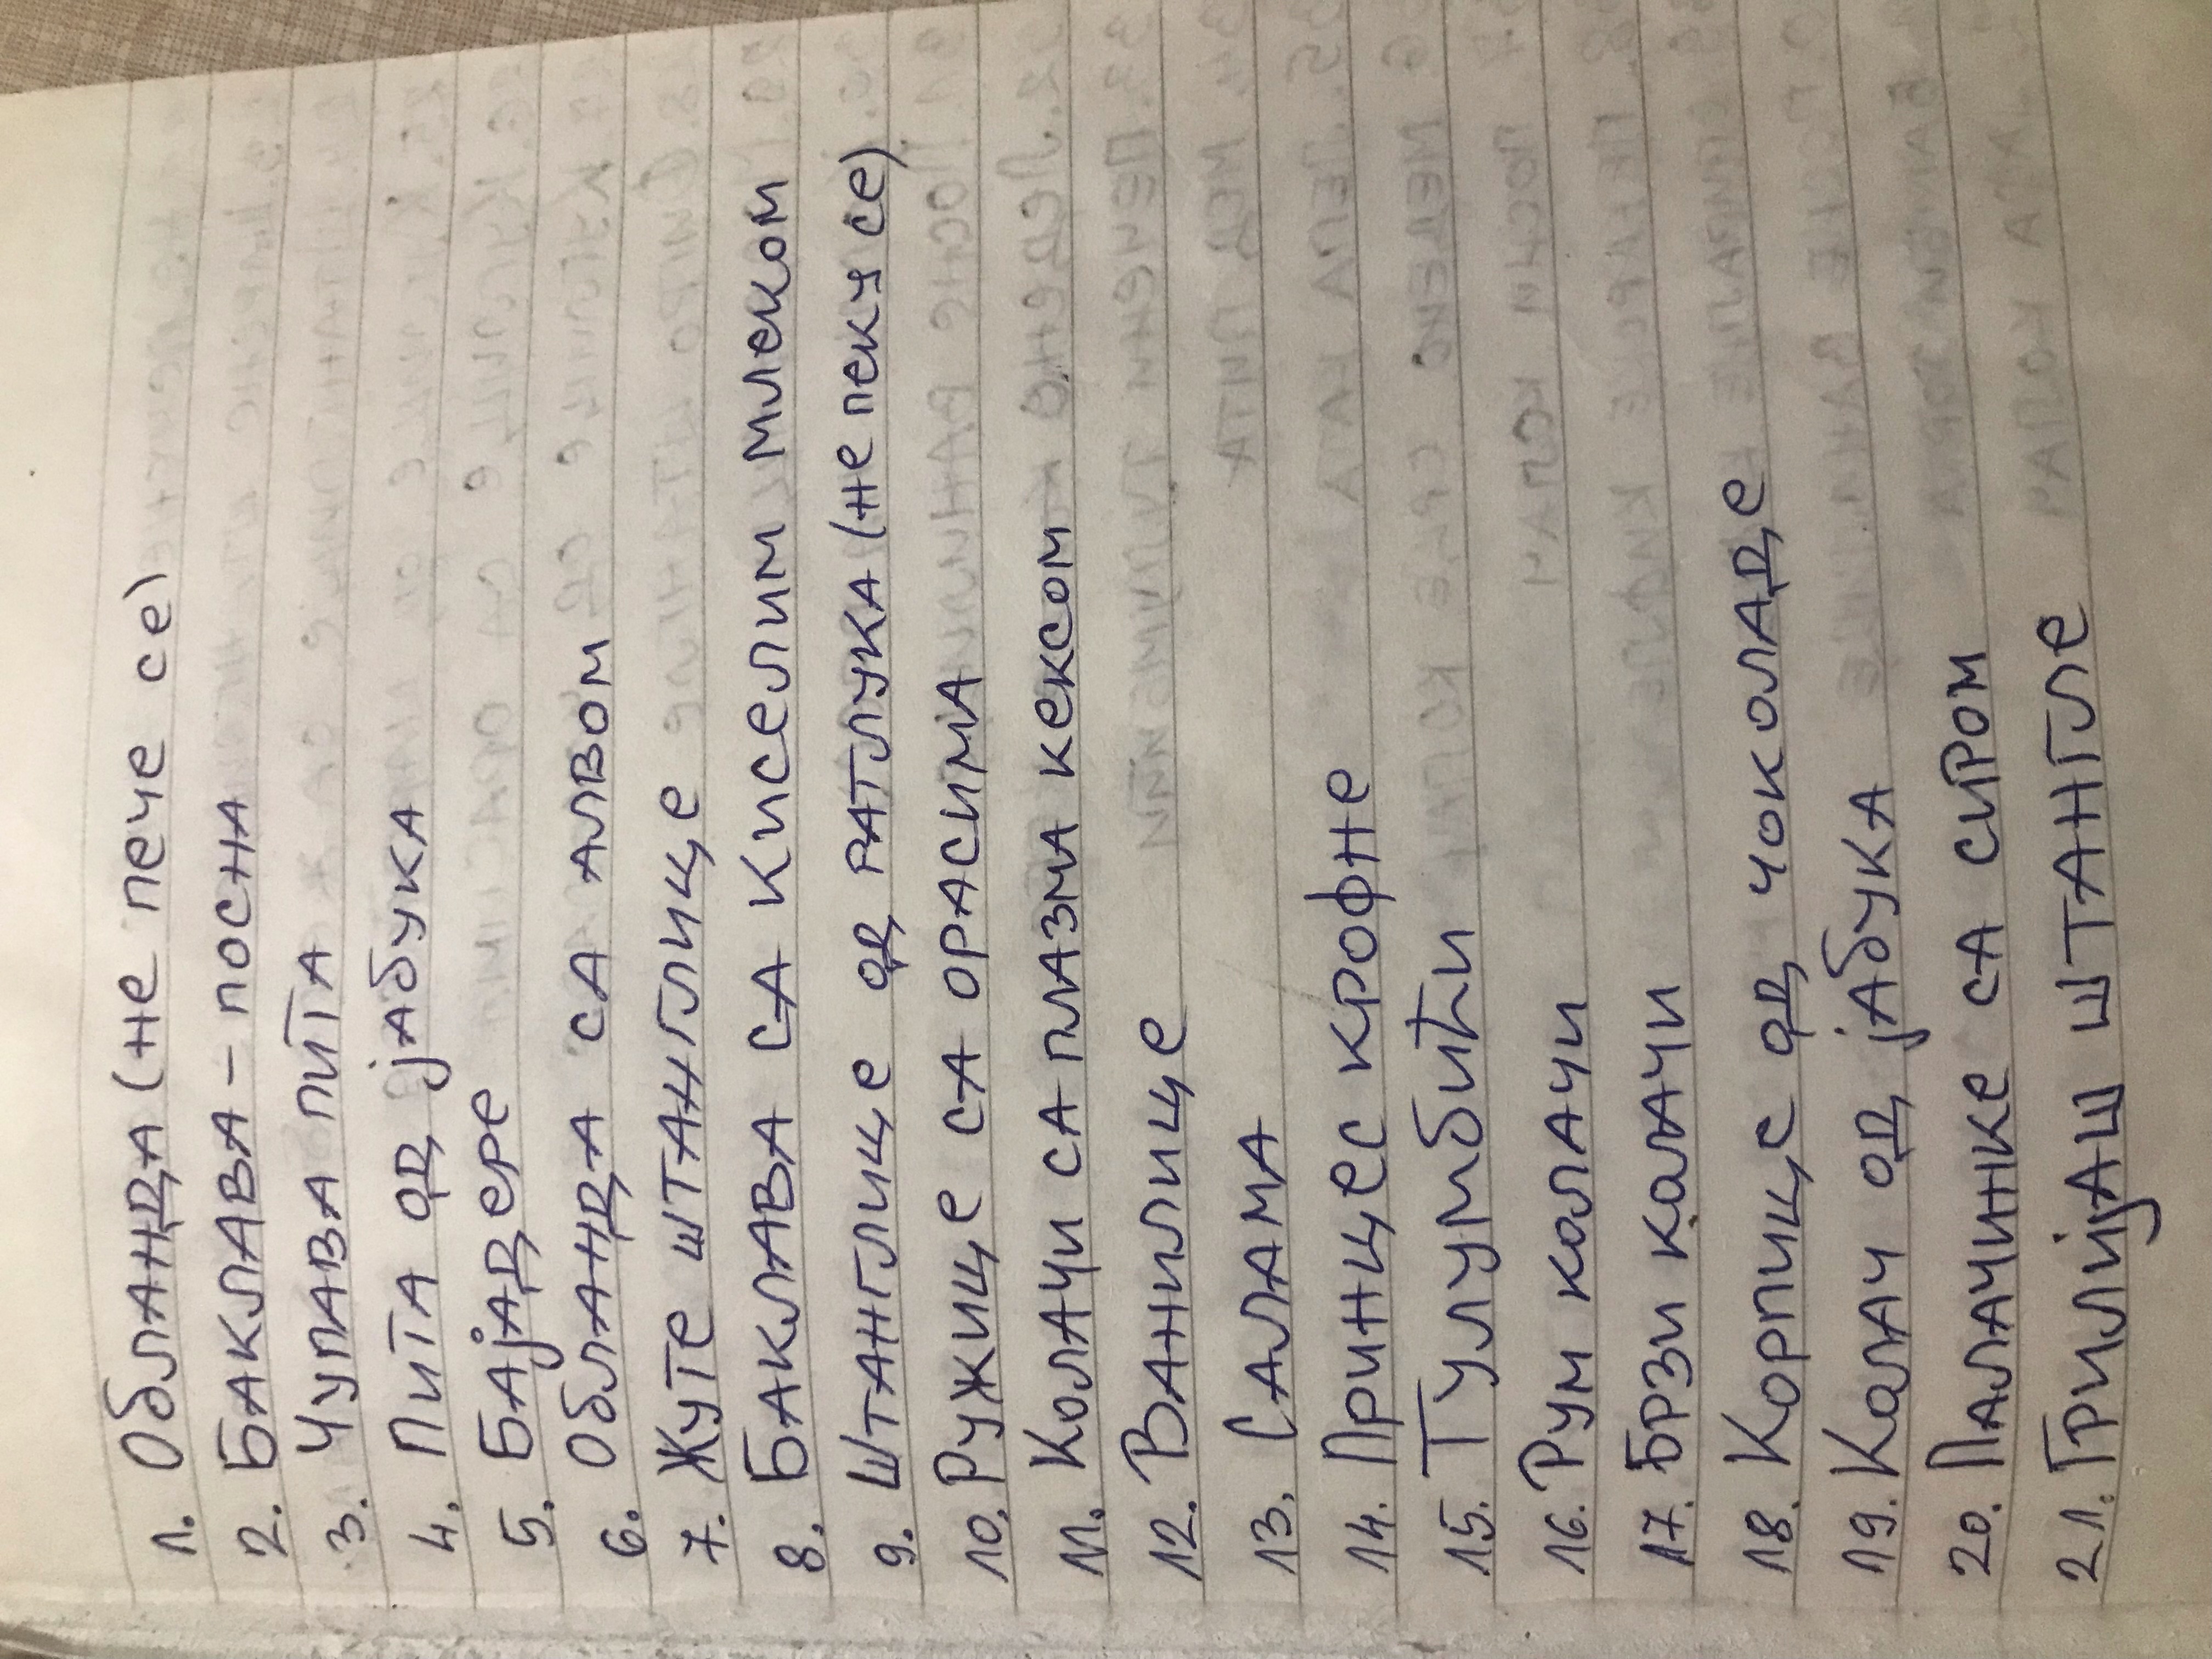 1. Обланда (не пече се)
2. Баклава - посна
3. Чупава пита
4. Пита од јабука
5. Бајадере
6. Обланда са алвом
7. Жуте штанглице
8. Баклава са киселим млеком
9. Штанглице од ратлука (не пеку се)
10. Ружице са орасима
11. Колачи са плазма кексом
12. Ванилице
13. Салама
14. Принцес крофне
15. Тулумбићи
16. Рум колачи
17. Брзи колачи
18. Корпице од чоколаде
19. Колач од јабука
20. Палачинке са сиром
21. Грилијаш штангле